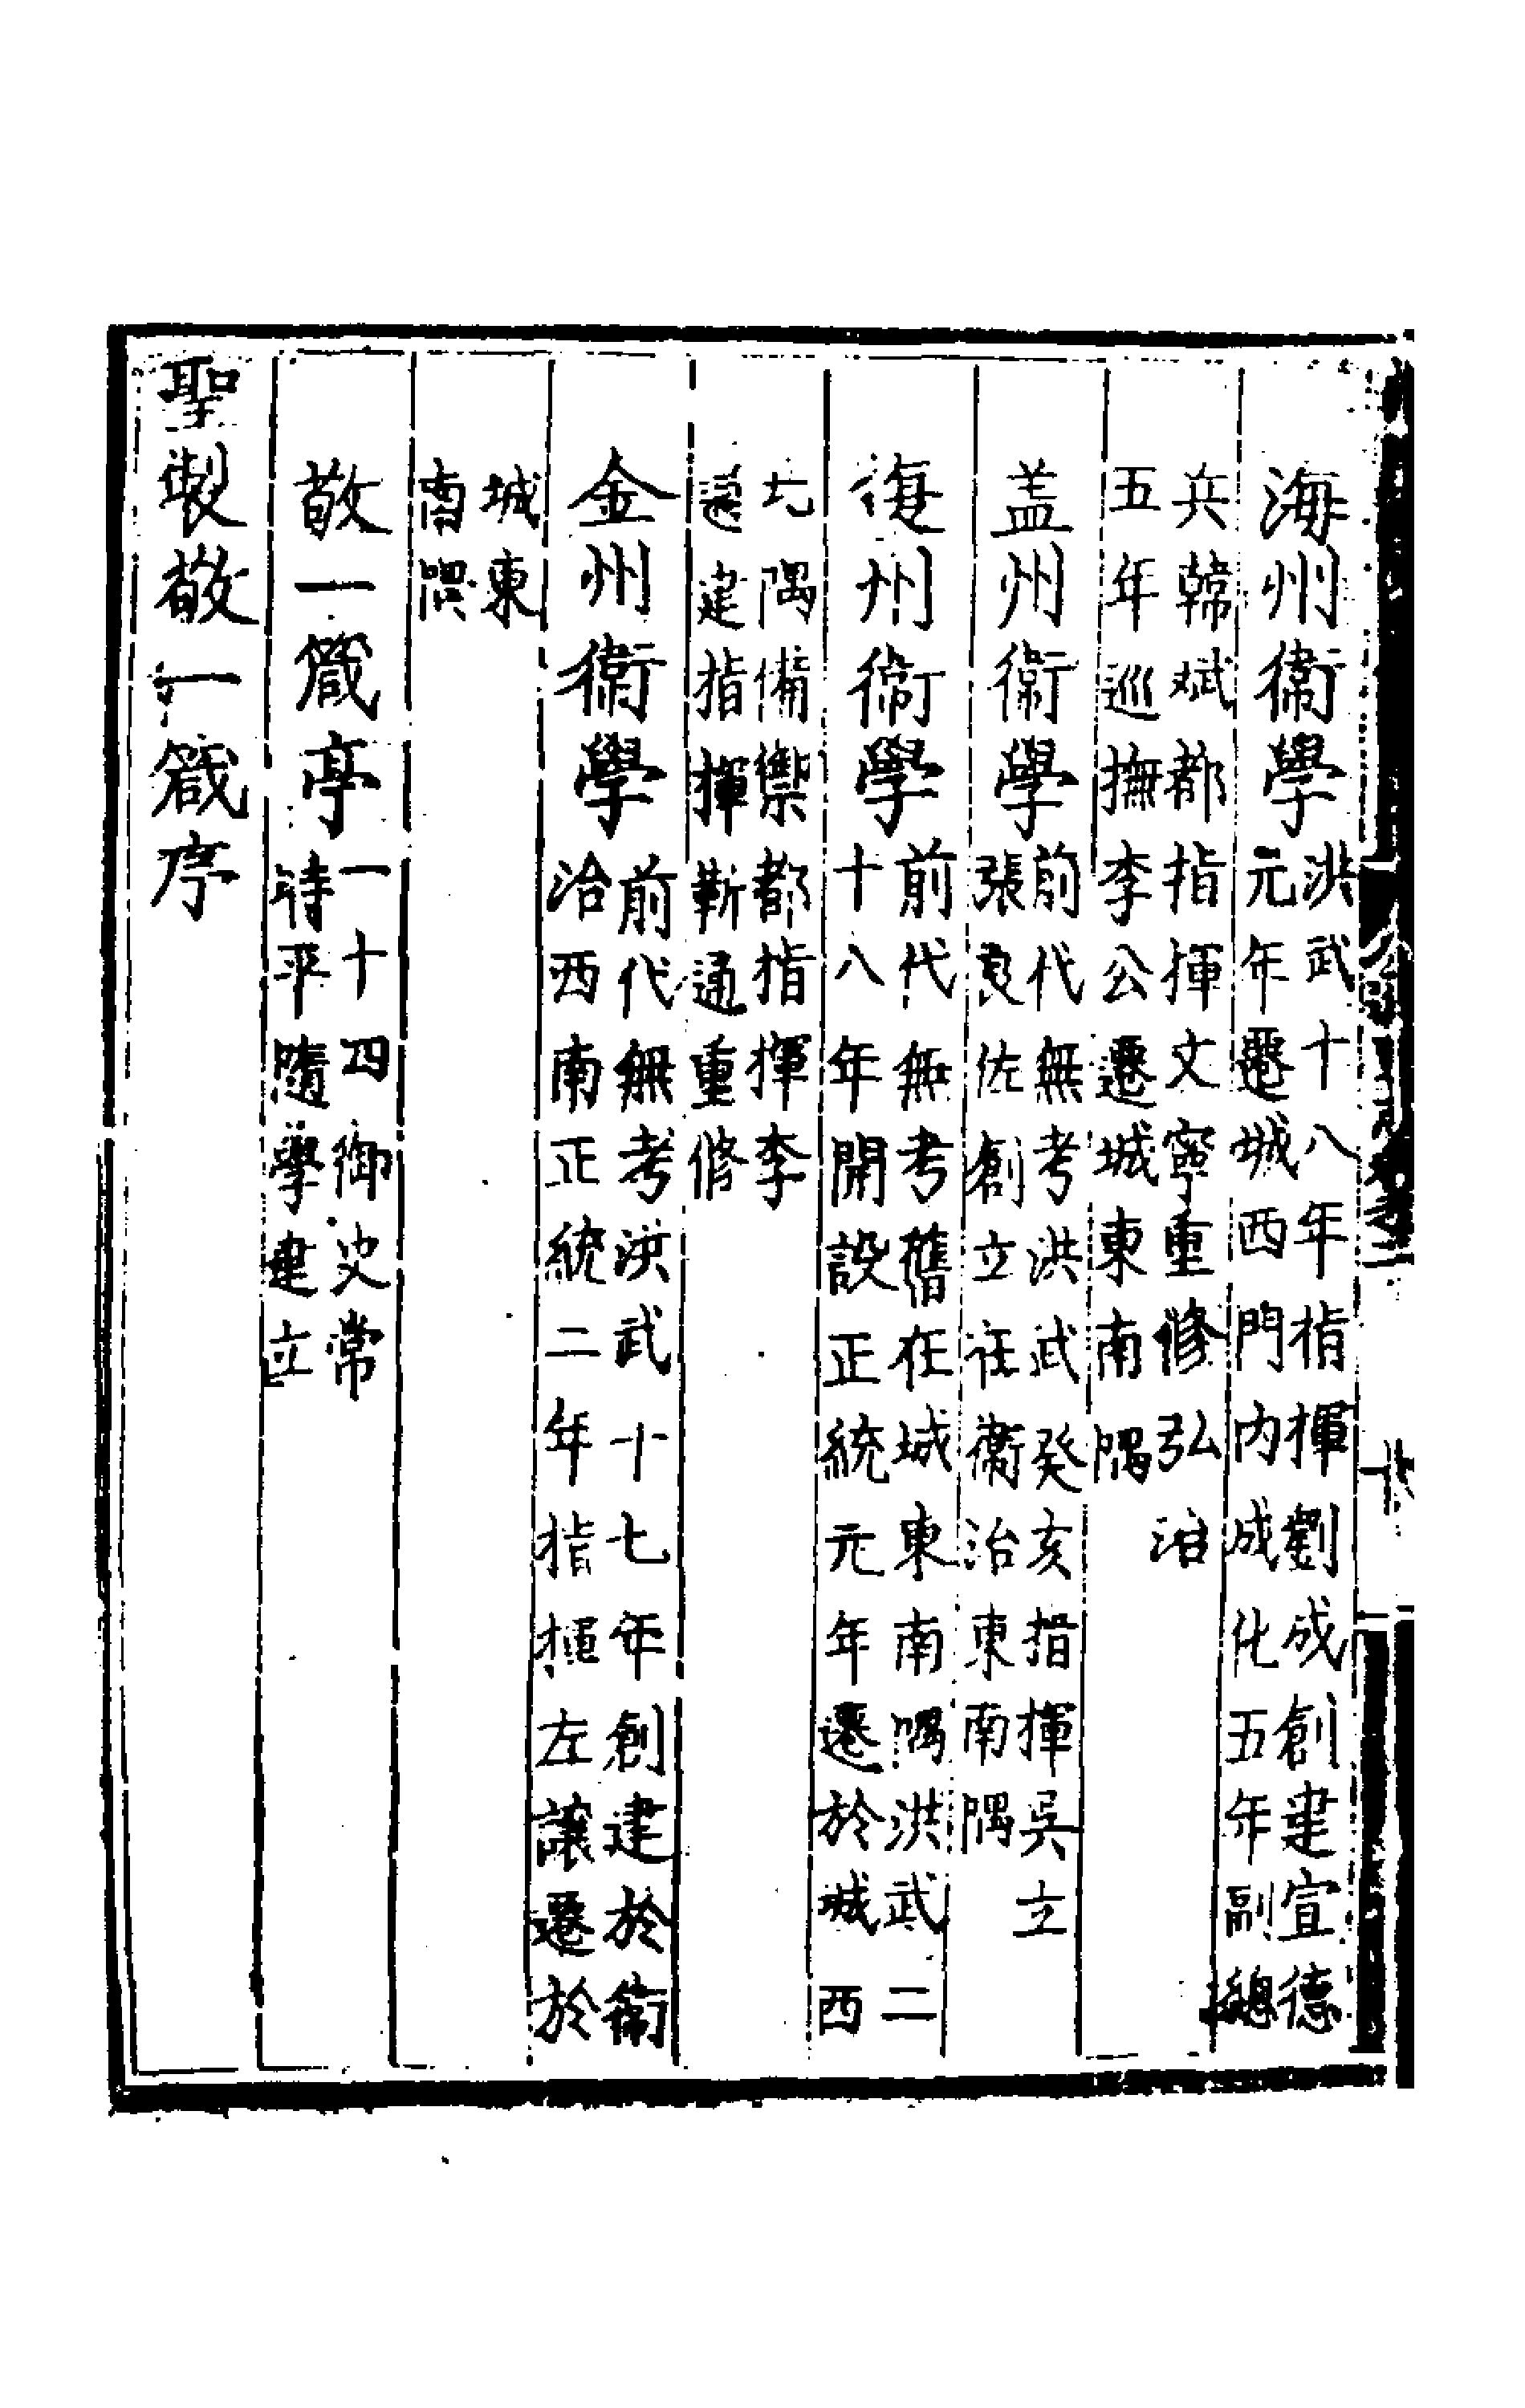 海州衛學洪武十八年指揮劉成創建宣德
元年遷城西門内成化五年副總
兵韓斌都指揮文寧重修弘治
五年巡撫李公遷城東南隅
盖州衛學前代無考洪武癸亥指揮吳立
張良佐創立在衛治東南隅
復州衛學前代無考舊在城東南隅洪武二
十八年開設正統元年遷於城西
北隅備禦都指揮李
通建指揮靳通重修
金州衛學前代無考洪武十七年創建於衛
治西南正統二年指揮左讓遷於
城東
南隅
敬一箴亭一十四御史常
時平隨學建立
聖製敬一箴序